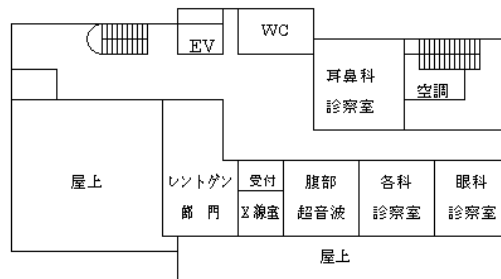 EV
WC
耳鼻科
診察室
空調
屋上
レントゲン
部門
受付
X線室
腹部
超音波
各科
診察室
眼科
診察室
屋上